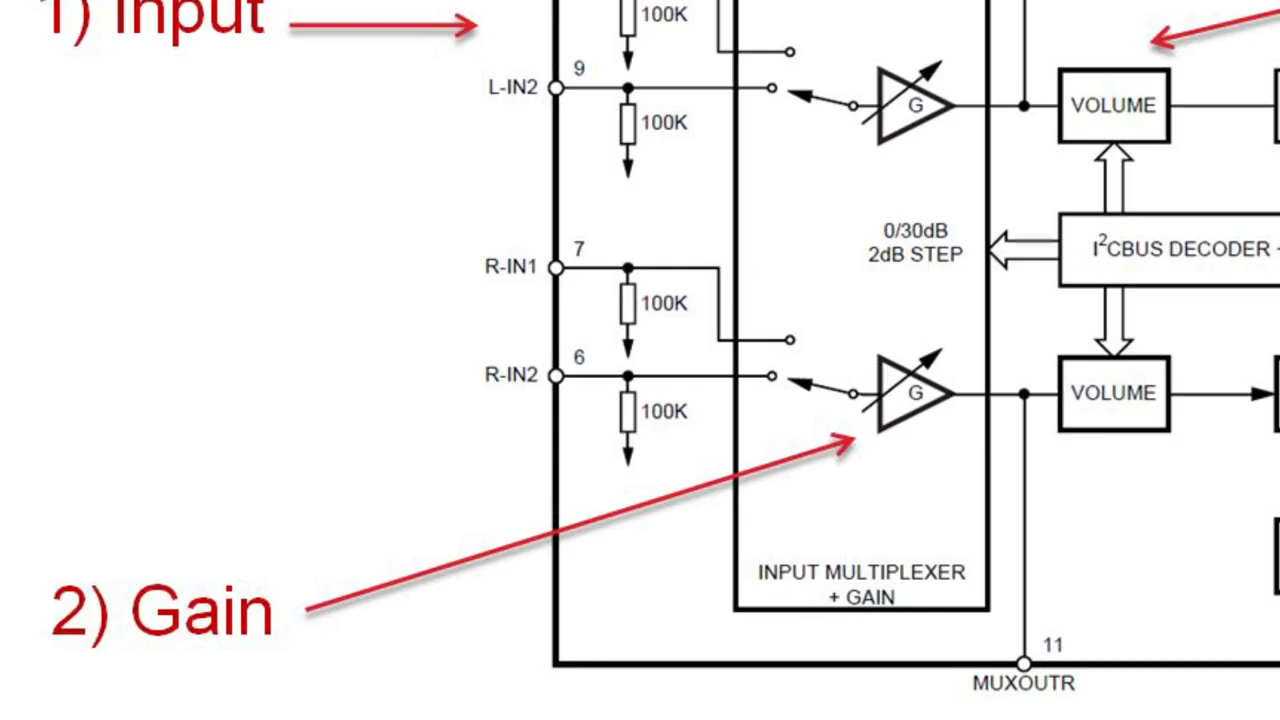 1) Input
100K
9
L-IN2
100K
G
VOLUME
7
R-IN1
100K
0/30dB
2dB STEP
I²CBUS DECODER
6
R-IN2
100K
G
VOLUME
2) Gain
INPUT MULTIPLEXER
+ GAIN
11
MUXOUTR